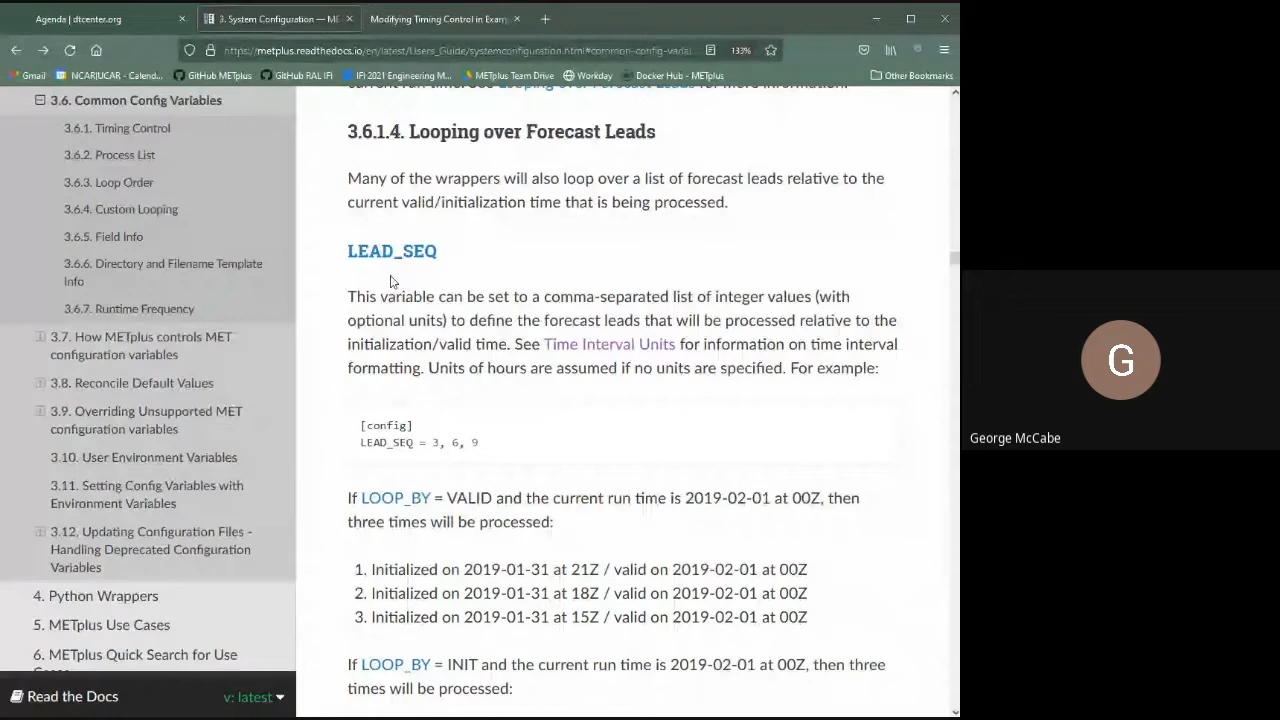 Agenda | dtcenter.org
3. System Configuration — ME
Modifying Timing Control in Exam
https://metplus.readthedocs.io/en/latest/Users_Guide/systemconfiguration.html#common-config-varia
133%
Gmail
NCAR|UCAR - Calend...
GitHub METplus
GitHub RAL IFI
IFI 2021 Engineering M...
METplus Team Drive
Workday
Docker Hub - METplus
Other Bookmarks
3.6. Common Config Variables
3.6.1. Timing Control
3.6.2. Process List
3.6.3. Loop Order
3.6.4. Custom Looping
3.6.5. Field Info
3.6.6. Directory and Filename Template
Info
3.6.7. Runtime Frequency
3.7. How METplus controls MET
configuration variables
3.8. Reconcile Default Values
3.9. Overriding Unsupported MET
configuration variables
3.10. User Environment Variables
3.11. Setting Config Variables with
Environment Variables
3.12. Updating Configuration Files -
Handling Deprecated Configuration
Variables
4. Python Wrappers
5. METplus Use Cases
6. METplus Quick Search for Use
Read the Docs
v: latest
current run time. See Looping over Forecast Leads for more information.
3.6.1.4. Looping over Forecast Leads
Many of the wrappers will also loop over a list of forecast leads relative to the
current valid/initialization time that is being processed.
LEAD_SEQ
This variable can be set to a comma-separated list of integer values (with
optional units) to define the forecast leads that will be processed relative to the
initialization/valid time. See Time Interval Units for information on time interval
formatting. Units of hours are assumed if no units are specified. For example:
[config]
LEAD_SEQ = 3, 6, 9
If LOOP_BY = VALID and the current run time is 2019-02-01 at 00Z, then
three times will be processed:
1. Initialized on 2019-01-31 at 21Z / valid on 2019-02-01 at 00Z
2. Initialized on 2019-01-31 at 18Z / valid on 2019-02-01 at 00Z
3. Initialized on 2019-01-31 at 15Z / valid on 2019-02-01 at 00Z
If LOOP_BY = INIT and the current run time is 2019-02-01 at 00Z, then three
times will be processed:
G
George McCabe